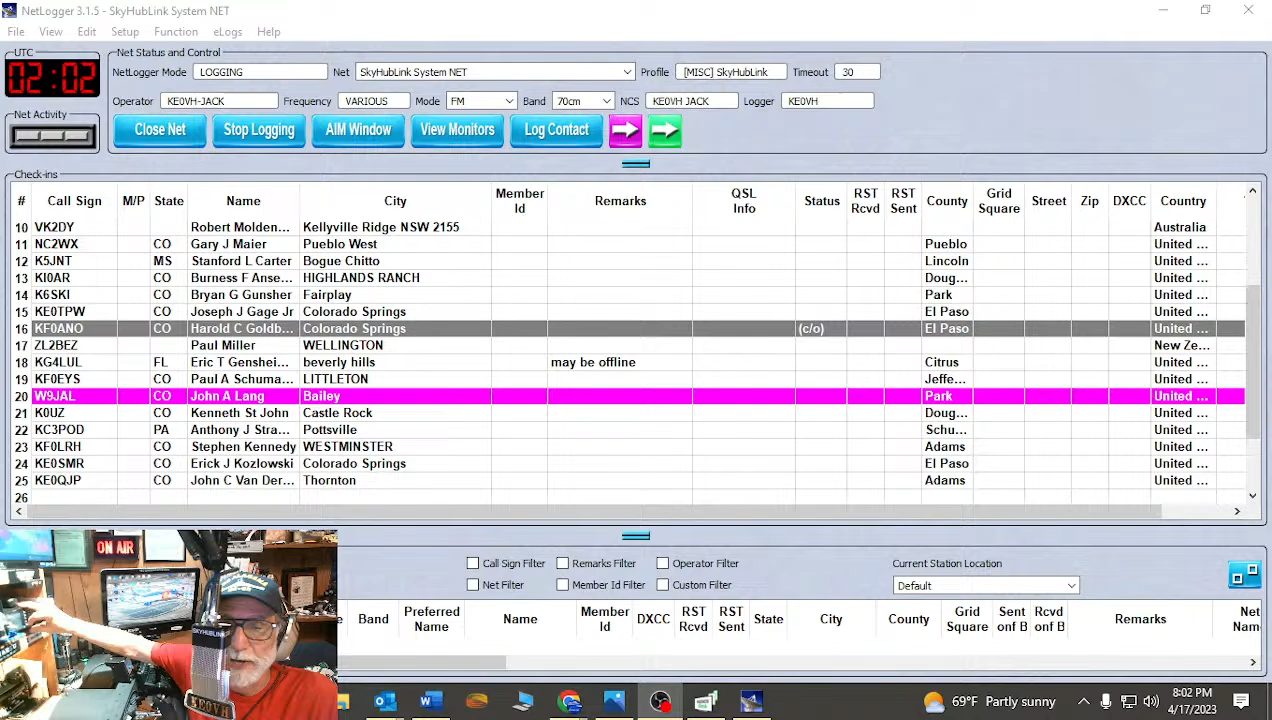 NetLogger 3.1.5 - SkyHubLink System NET
File View Edit Setup Function eLogs Help
UTC Net Status and Control
02:02
NetLogger Mode LOGGING Net SkyHubLink System NET Profile [MISC] SkyHubLink Timeout 30
Operator KE0VH-JACK Frequency VARIOUS Mode FM Band 70cm NCS KE0VH JACK Logger KE0VH
Net Activity
Close Net Stop Logging AIM Window View Monitors Log Contact
Check-ins
# Call Sign M/P State Name City Member Id Remarks QSL Info Status RST Rcvd RST Sent County Grid Square Street Zip DXCC Country
10 VK2DY Robert Molden... Kellyville Ridge NSW 2155 Australia
11 NC2WX CO Gary J Maier Pueblo West Pueblo United ...
12 K5JNT MS Stanford L Carter Bogue Chitto Lincoln United ...
13 KI0AR CO Burness F Anse... HIGHLANDS RANCH Doug... United ...
14 K6SKI CO Bryan G Gunsher Fairplay Park United ...
15 KE0TPW CO Joseph J Gage Jr Colorado Springs El Paso United ...
16 KF0ANO CO Harold C Goldb... Colorado Springs (c/o) El Paso United ...
17 ZL2BEZ Paul Miller WELLINGTON New Ze...
18 KG4LUL FL Eric T Genshei... beverly hills may be offline Citrus United ...
19 KF0EYS CO Paul A Schuma... LITTLETON Jeffe... United ...
20 W9JAL CO John A Lang Bailey Park United ...
21 K0UZ CO Kenneth St John Castle Rock Doug... United ...
22 KC3POD PA Anthony J Stra... Pottsville Schu... United ...
23 KF0LRH CO Stephen Kennedy WESTMINSTER Adams United ...
24 KE0SMR CO Erick J Kozlowski Colorado Springs El Paso United ...
25 KE0QJP CO John C Van Der... Thornton Adams United ...
26
ON AIR
Call Sign Filter Remarks Filter Operator Filter Current Station Location
Net Filter Member Id Filter Custom Filter Default
e Band Preferred Name Name Member Id DXCC RST Rcvd RST Sent State City County Grid Square Sent onf B Rcvd onf B Remarks Net Name
SKYHUBLINK
KE0VH
69°F Partly sunny 8:02 PM
4/17/2023